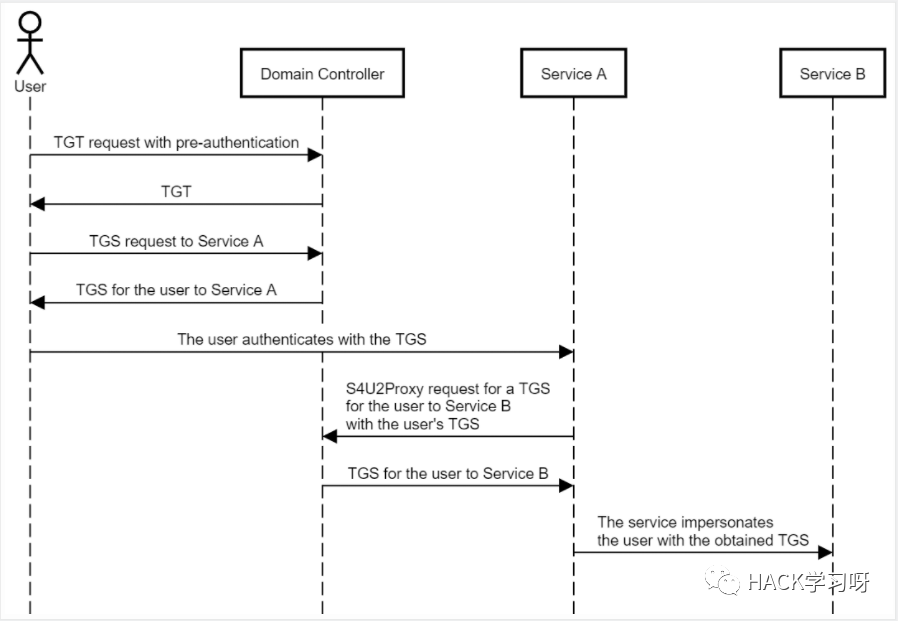 User
Domain Controller
Service A
Service B
TGT request with pre-authentication
TGT
TGS request to Service A
TGS for the user to Service A
The user authenticates with the TGS
S4U2Proxy request for a TGS
for the user to Service B
with the user's TGS
TGS for the user to Service B
The service impersonates
the user with the obtained TGS
HACK学习呀